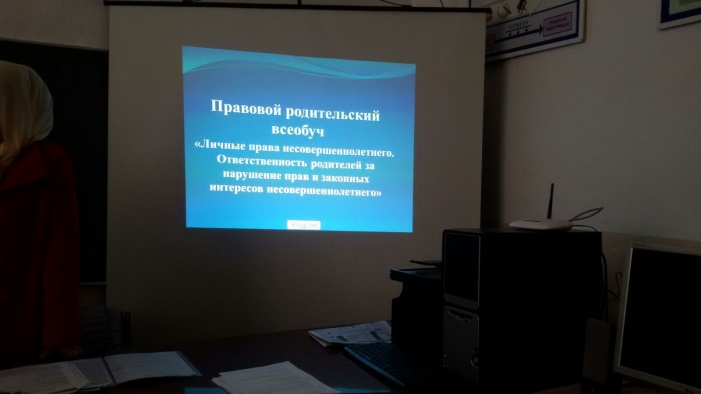 Правовой родительский
всеобуч
«Личные права несовершеннолетнего.
Ответственность родителей за
нарушение прав и законных
интересов несовершеннолетнего»